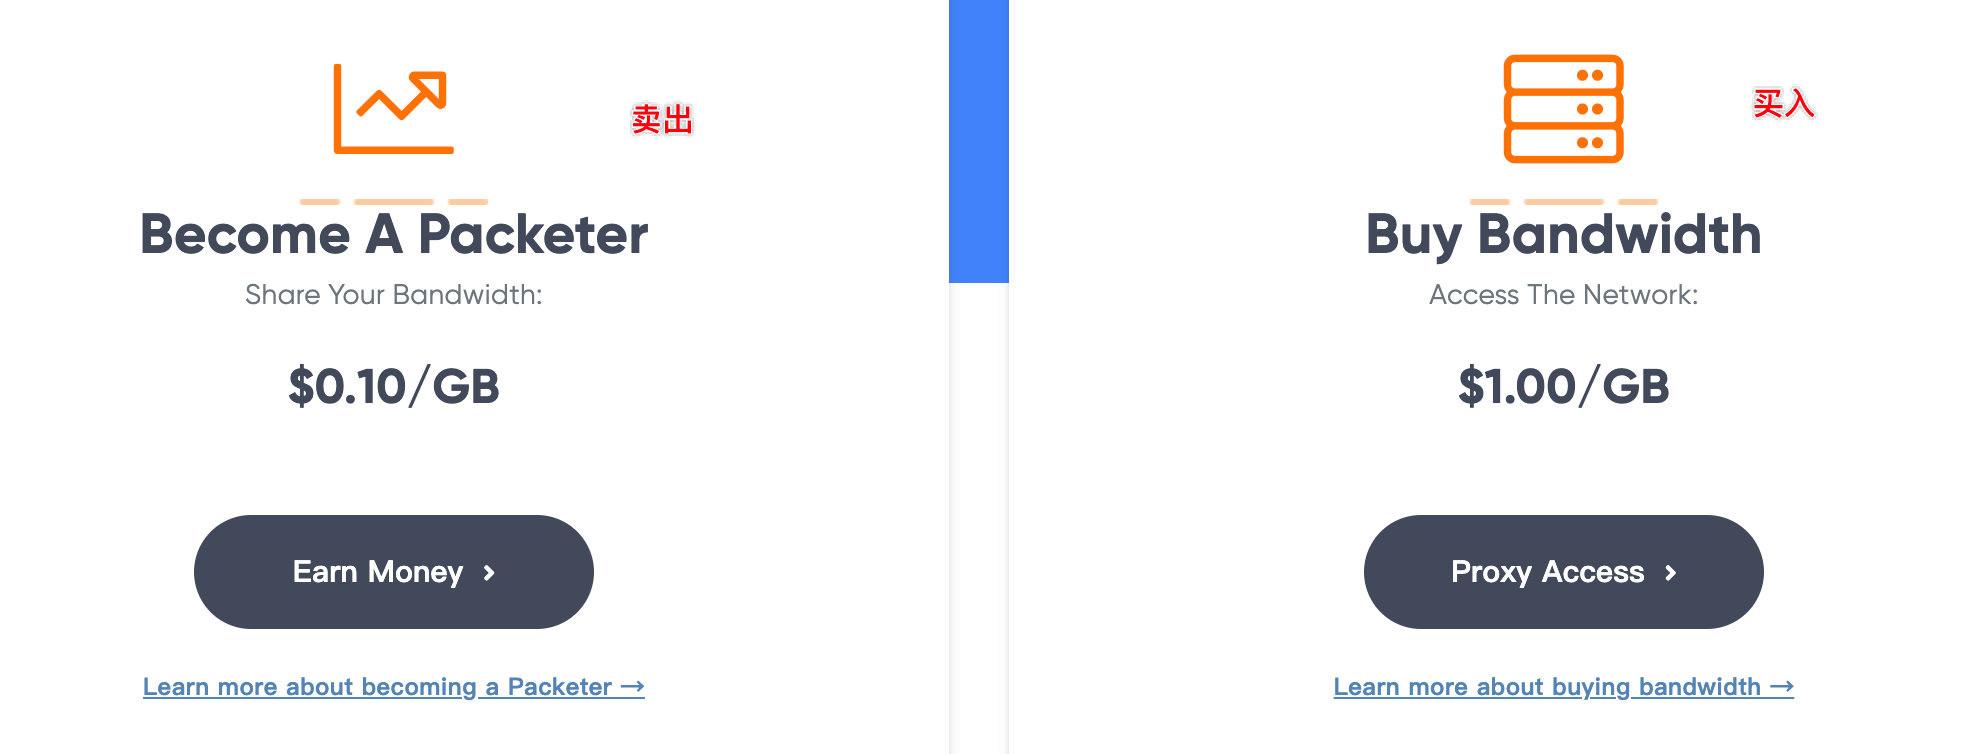 卖出
Become A Packeter
Share Your Bandwidth:
$0.10/GB
Earn Money
Learn more about becoming a Packeter →
买入
Buy Bandwidth
Access The Network:
$1.00/GB
Proxy Access
Learn more about buying bandwidth →